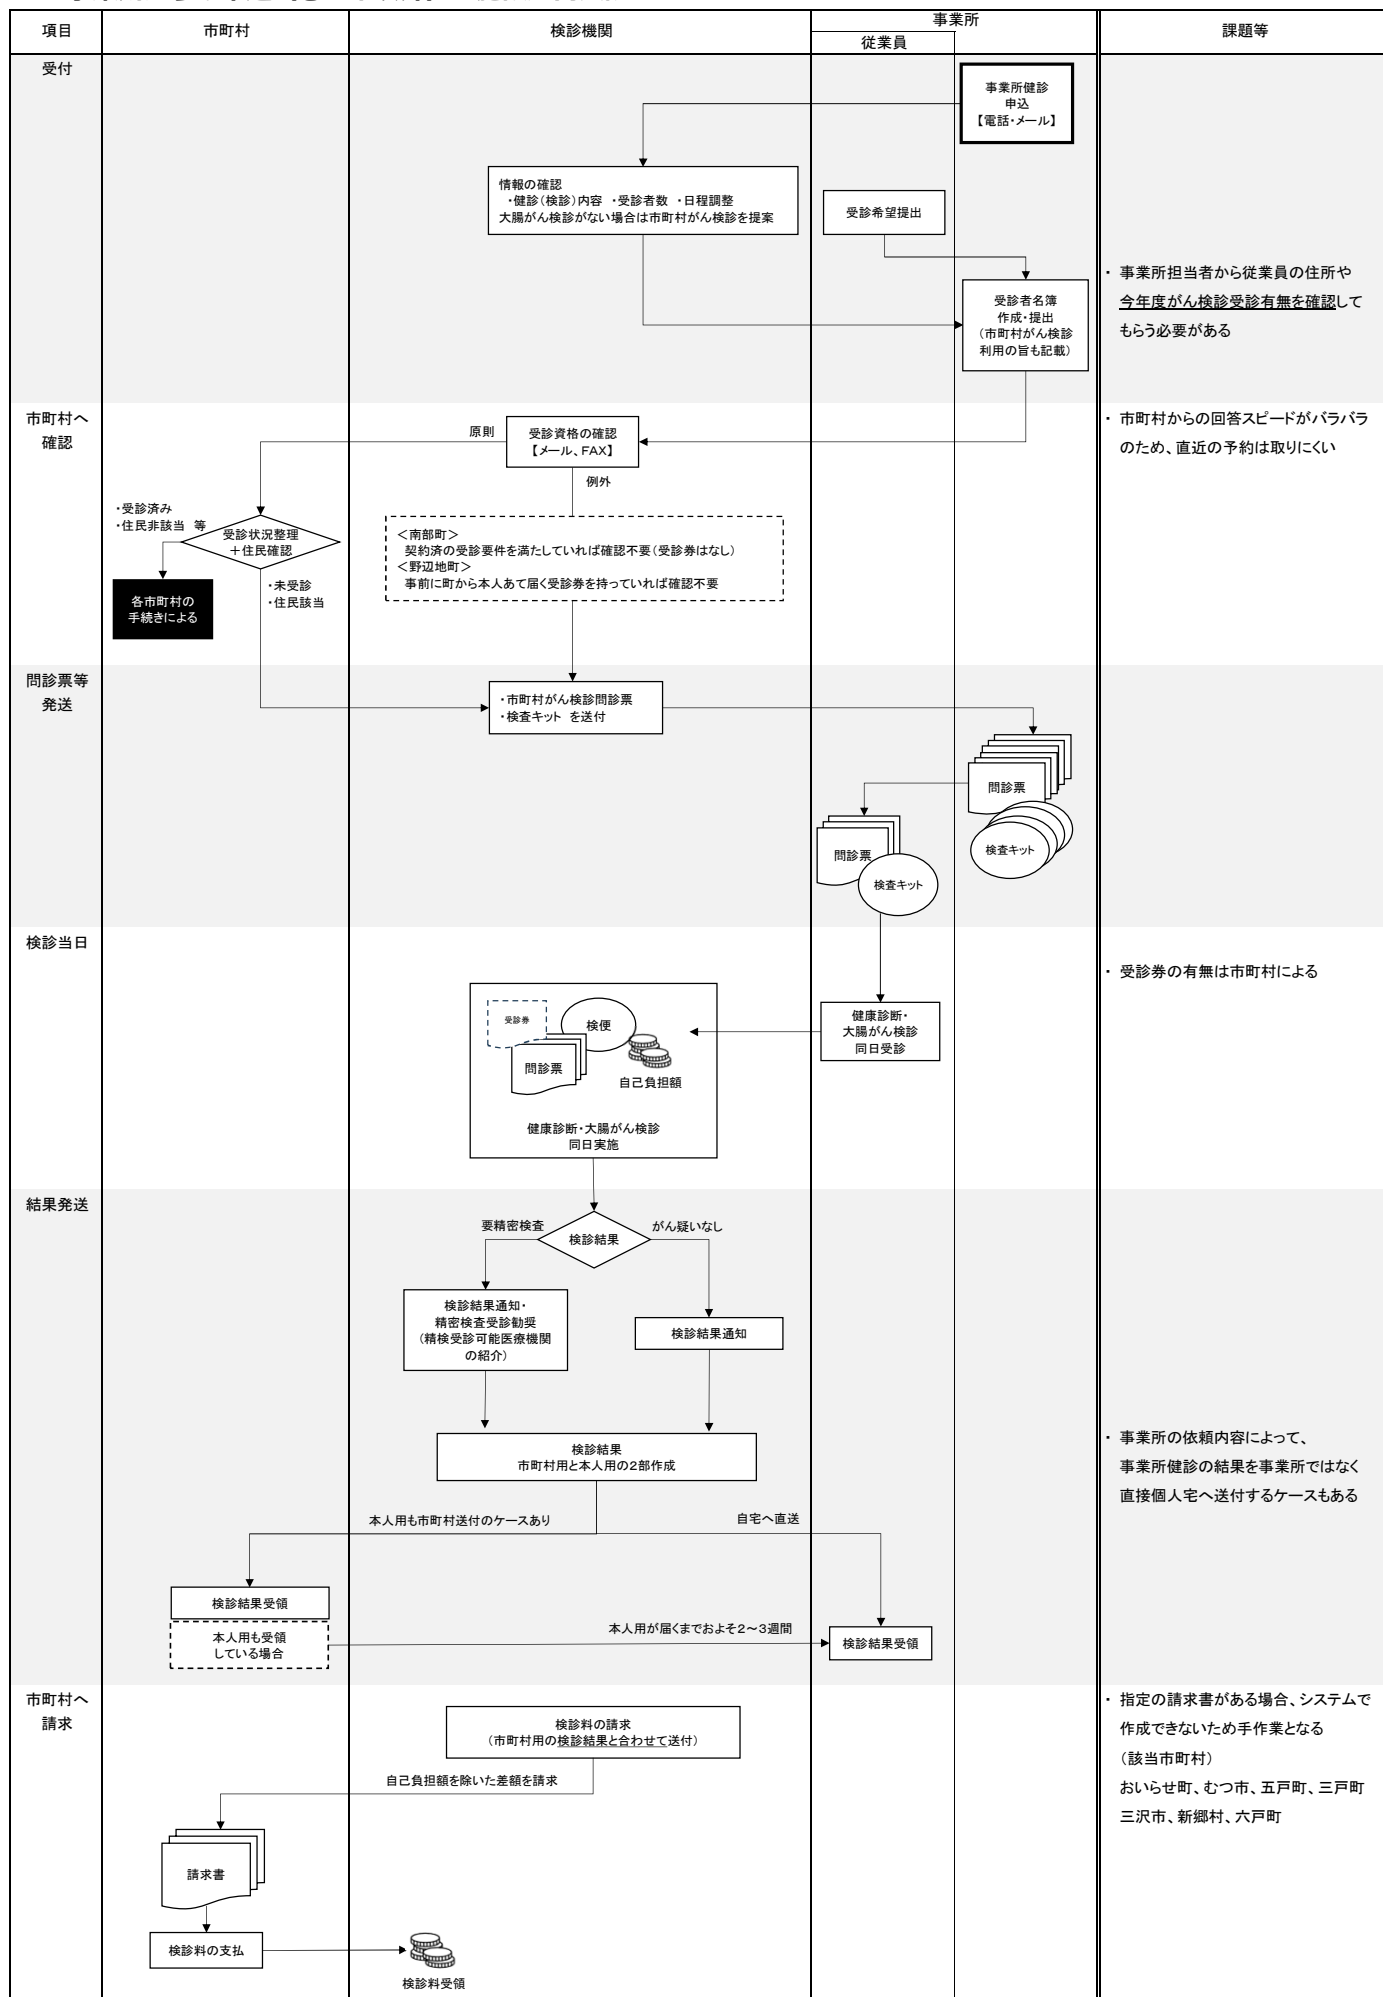 項目
市町村
検診機関
事業所
従業員
課題等
受付
事業所健診
申込
【電話・メール】
情報の確認
・健診(検診)内容 ・受診者数 ・日程調整
大腸がん検診がない場合は市町村がん検診を提案
受診希望提出
受診者名簿
作成・提出
(市町村がん検診
利用の旨も記載)
・ 事業所担当者から従業員の住所や
今年度がん検診受診有無を確認して
もらう必要がある
市町村へ
確認
原則
受診資格の確認
【メール、FAX】
例外
・受診済み
・住民非該当 等
受診状況整理
+住民確認
・未受診
・住民該当
各市町村の
手続きによる
<南部町>
契約済の受診要件を満たしていれば確認不要(受診券はなし)
<野辺地町>
事前に町から本人あて届く受診券を持っていれば確認不要
・ 市町村からの回答スピードがバラバラ
のため、直近の予約は取りにくい
問診票等
発送
・市町村がん検診問診票
・検査キット を送付
問診票
検査キット
問診票
検査キット
検診当日
受診券
検便
問診票
自己負担額
健康診断・大腸がん検診
同日実施
健康診断・
大腸がん検診
同日受診
・ 受診券の有無は市町村による
結果発送
要精密検査
検診結果
がん疑いなし
検診結果通知・
精密検査受診勧奨
(精検受診可能医療機関
の紹介)
検診結果通知
検診結果
市町村用と本人用の2部作成
本人用も市町村送付のケースあり
自宅へ直送
検診結果受領
本人用も受領
している場合
本人用が届くまでおよそ2~3週間
検診結果受領
・ 事業所の依頼内容によって、
事業所健診の結果を事業所ではなく
直接個人宅へ送付するケースもある
市町村へ
請求
検診料の請求
(市町村用の検診結果と合わせて送付)
自己負担額を除いた差額を請求
請求書
検診料の支払
検診料受領
・ 指定の請求書がある場合、システムで
作成できないため手作業となる
(該当市町村)
おいらせ町、むつ市、五戸町、三戸町
三沢市、新郷村、六戸町